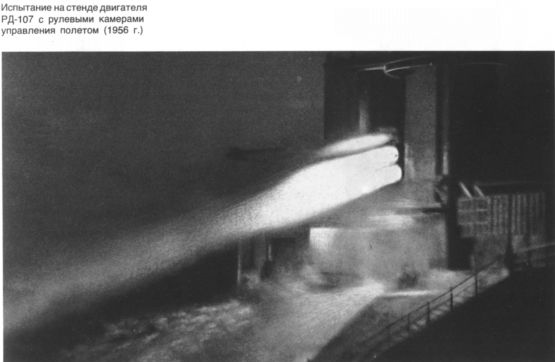 Испытание на стенде двигателя
РД-107 с рулевыми камерами
управления полетом (1956 г.)